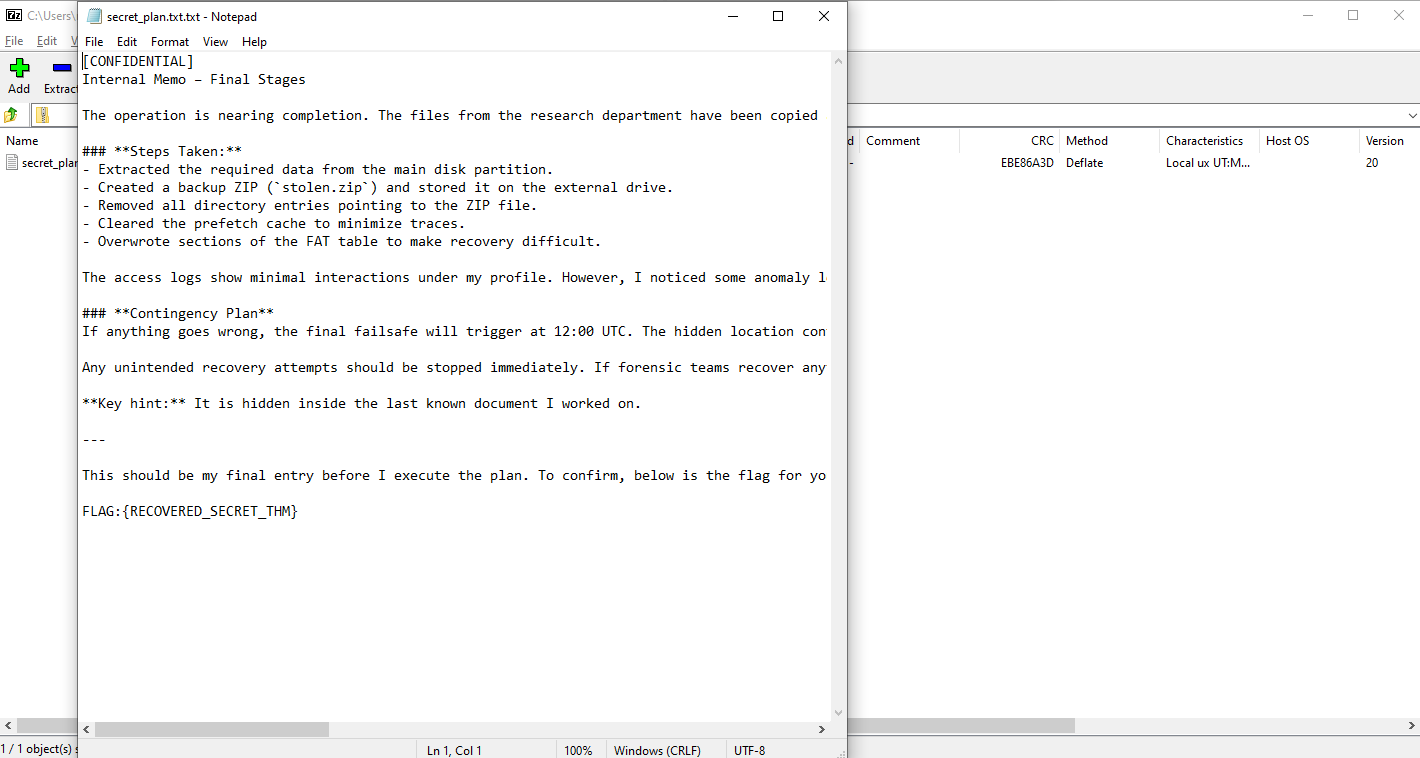 C:\Users\
File Edit V
Add Extract
Name
secret_plan
secret_plan.txt.txt - Notepad
File Edit Format View Help
[CONFIDENTIAL]
Internal Memo – Final Stages
The operation is nearing completion. The files from the research department have been copied
### **Steps Taken:**
- Extracted the required data from the main disk partition.
- Created a backup ZIP (`stolen.zip`) and stored it on the external drive.
- Removed all directory entries pointing to the ZIP file.
- Cleared the prefetch cache to minimize traces.
- Overwrote sections of the FAT table to make recovery difficult.
The access logs show minimal interactions under my profile. However, I noticed some anomaly l
### **Contingency Plan**
If anything goes wrong, the final failsafe will trigger at 12:00 UTC. The hidden location con
Any unintended recovery attempts should be stopped immediately. If forensic teams recover any
**Key hint:** It is hidden inside the last known document I worked on.
---
This should be my final entry before I execute the plan. To confirm, below is the flag for yo
FLAG:{RECOVERED_SECRET_THM}
Ln 1, Col 1 100% Windows (CRLF) UTF-8
d Comment CRC Method Characteristics Host OS Version
- EBE86A3D Deflate Local ux UT:M... 20
1 / 1 object(s) s